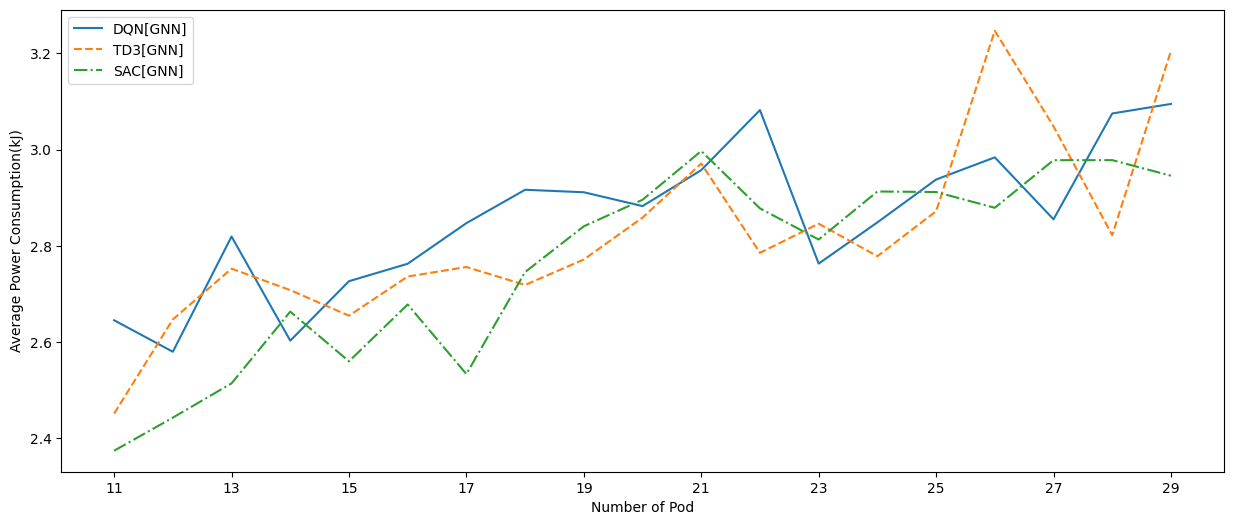 DQN[GNN]
TD3[GNN]
SAC[GNN]
Average Power Consumption(kJ)
3.2
3.0
2.8
2.6
2.4
11 13 15 17 19 21 23 25 27 29
Number of Pod